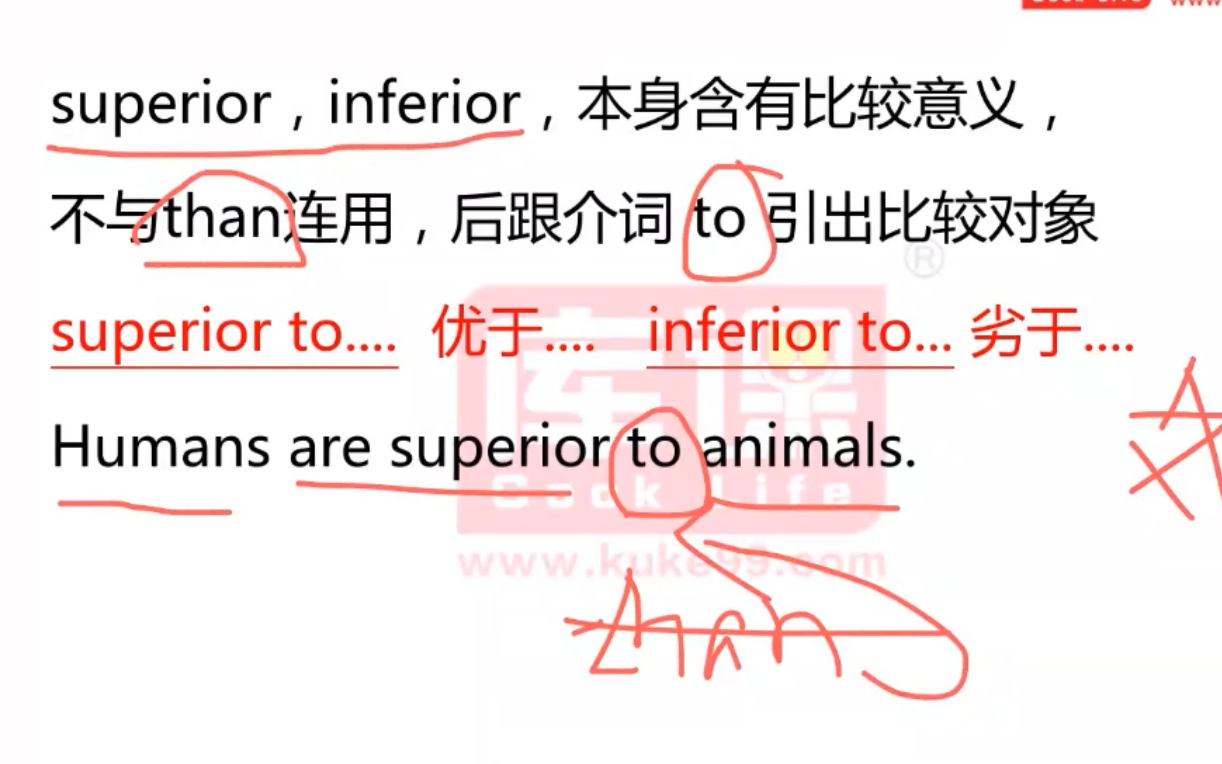 superior，inferior，本身含有比较意义，
不与than连用，后跟介词 to 引出比较对象
superior to.... 优于.... inferior to... 劣于....
Humans are superior to animals.
Cook Life
www.kuke99.com
than